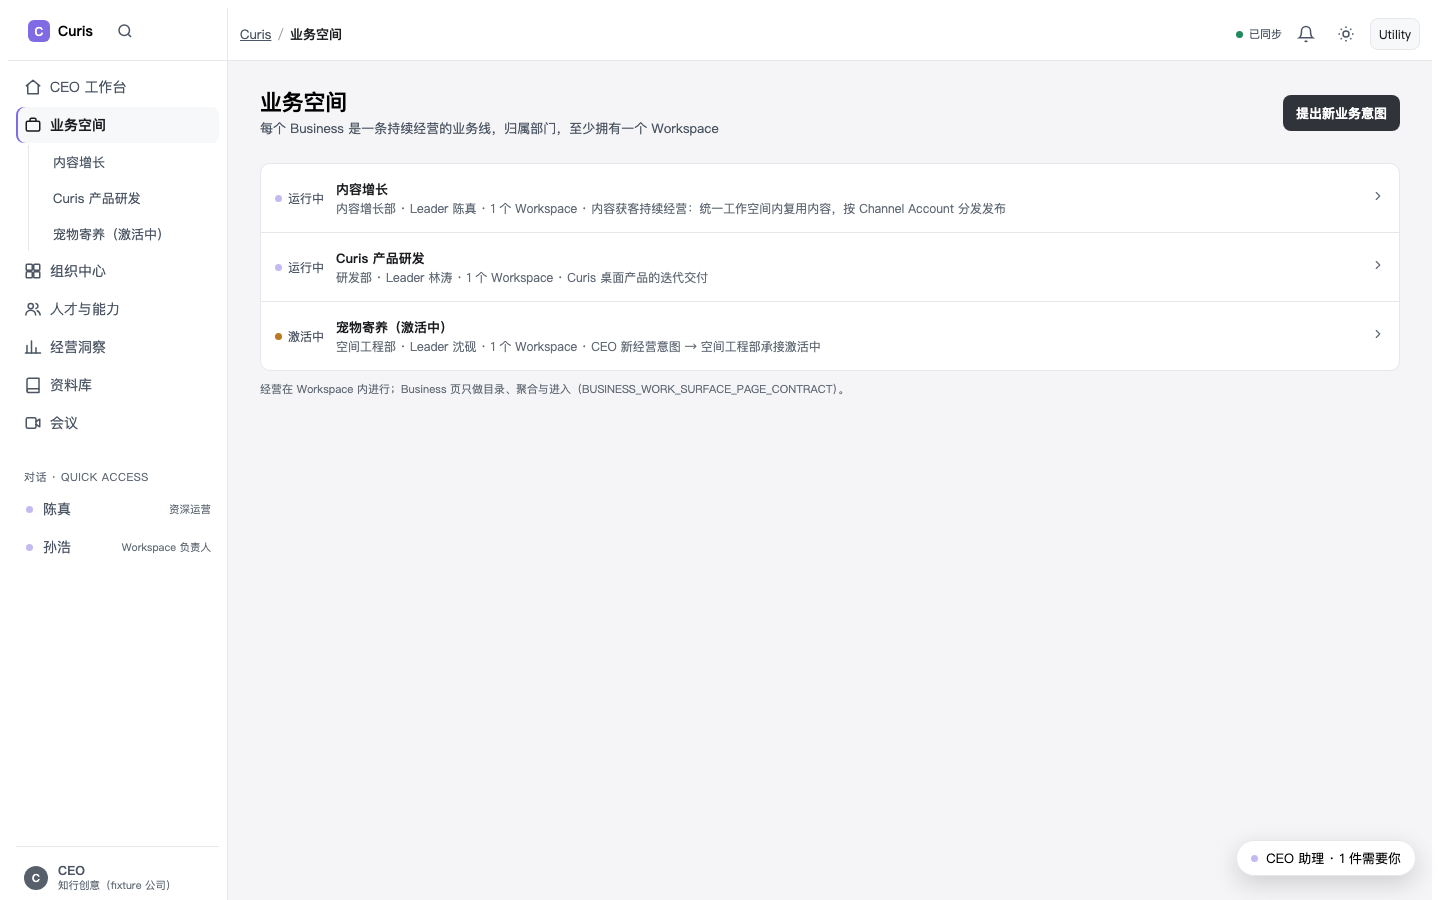 C Curis
Curis / 业务空间
已同步
Utility
CEO 工作台
业务空间
内容增长
Curis 产品研发
宠物寄养（激活中）
组织中心
人才与能力
经营洞察
资料库
会议
对话 · QUICK ACCESS
陈真 资深运营
孙浩 Workspace 负责人
C CEO
知行创意（fixture 公司）
业务空间
每个 Business 是一条持续经营的业务线，归属部门，至少拥有一个 Workspace
提出新业务意图
运行中
内容增长
内容增长部 · Leader 陈真 · 1 个 Workspace · 内容获客持续经营：统一工作空间内复用内容，按 Channel Account 分发发布
运行中
Curis 产品研发
研发部 · Leader 林涛 · 1 个 Workspace · Curis 桌面产品的迭代交付
激活中
宠物寄养（激活中）
空间工程部 · Leader 沈砚 · 1 个 Workspace · CEO 新经营意图 → 空间工程部承接激活中
经营在 Workspace 内进行；Business 页只做目录、聚合与进入（BUSINESS_WORK_SURFACE_PAGE_CONTRACT）。
CEO 助理 · 1 件需要你